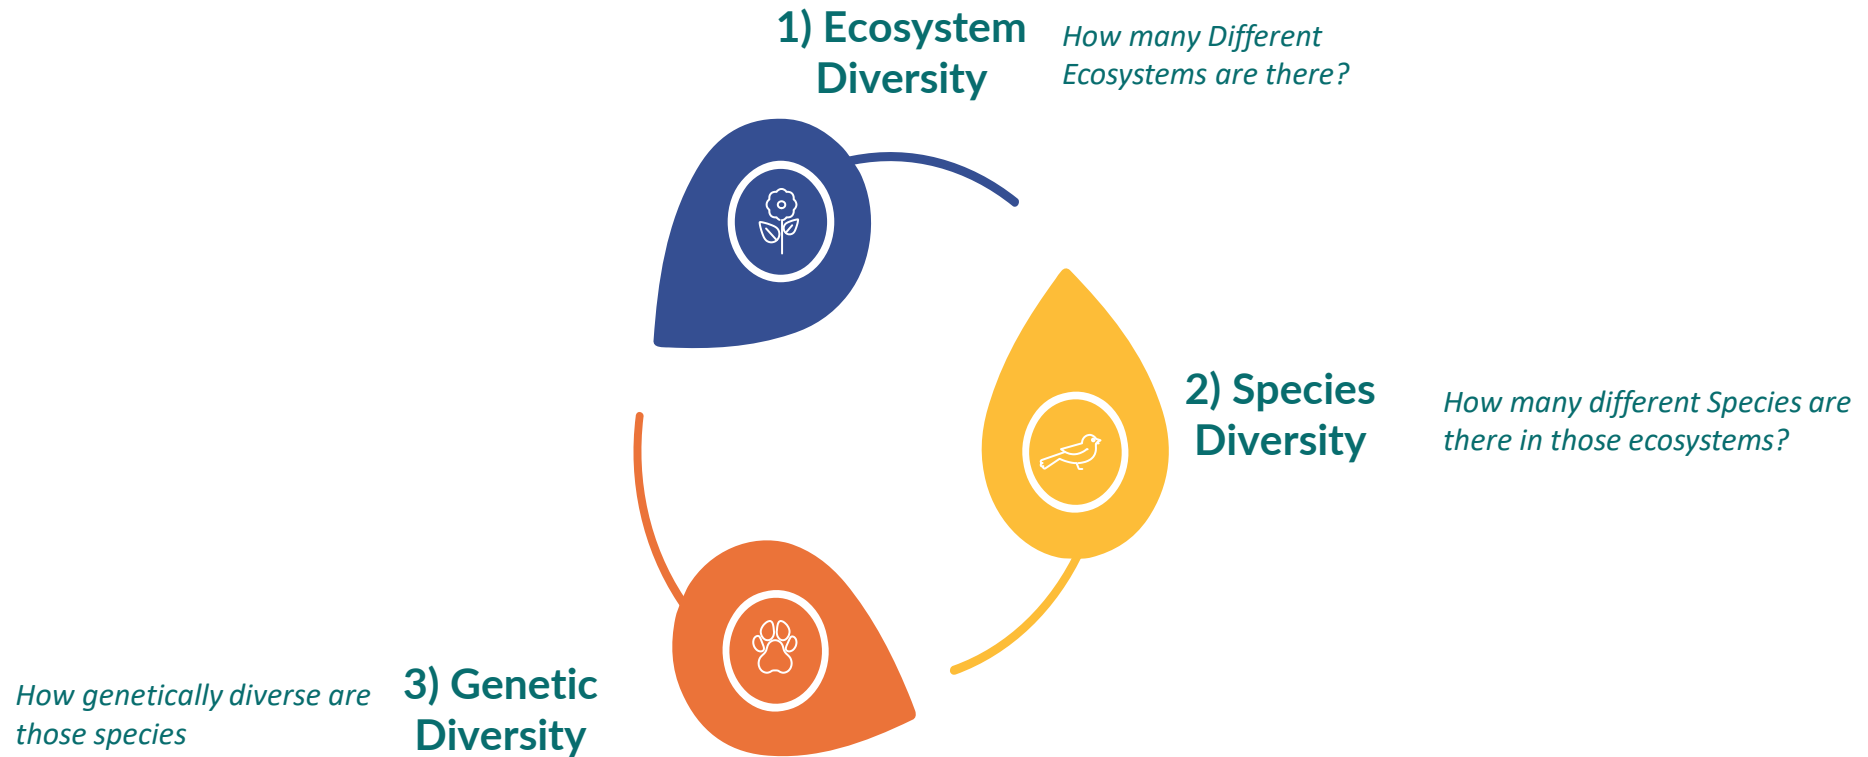 1) Ecosystem
Diversity
How many Different
Ecosystems are there?
2) Species
Diversity
How many different Species are
there in those ecosystems?
3) Genetic
Diversity
How genetically diverse are
those species